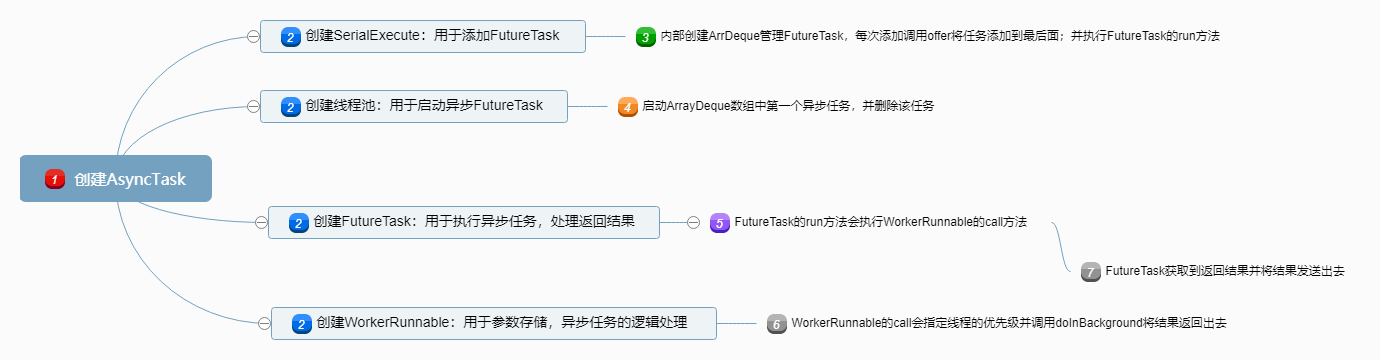 2 创建SerialExecute：用于添加FutureTask
3 内部创建ArrDeque管理FutureTask，每次添加调用offer将任务添加到最后面；并执行FutureTask的run方法
2 创建线程池：用于启动异步FutureTask
4 启动ArrayDeque数组中第一个异步任务，并删除该任务
1 创建AsyncTask
2 创建FutureTask：用于执行异步任务，处理返回结果
5 FutureTask的run方法会执行WorkerRunnable的call方法
7 FutureTask获取到返回结果并将结果发送出去
2 创建WorkerRunnable：用于参数存储，异步任务的逻辑处理
6 WorkerRunnable的call会指定线程的优先级并调用doInBackground将结果返回出去